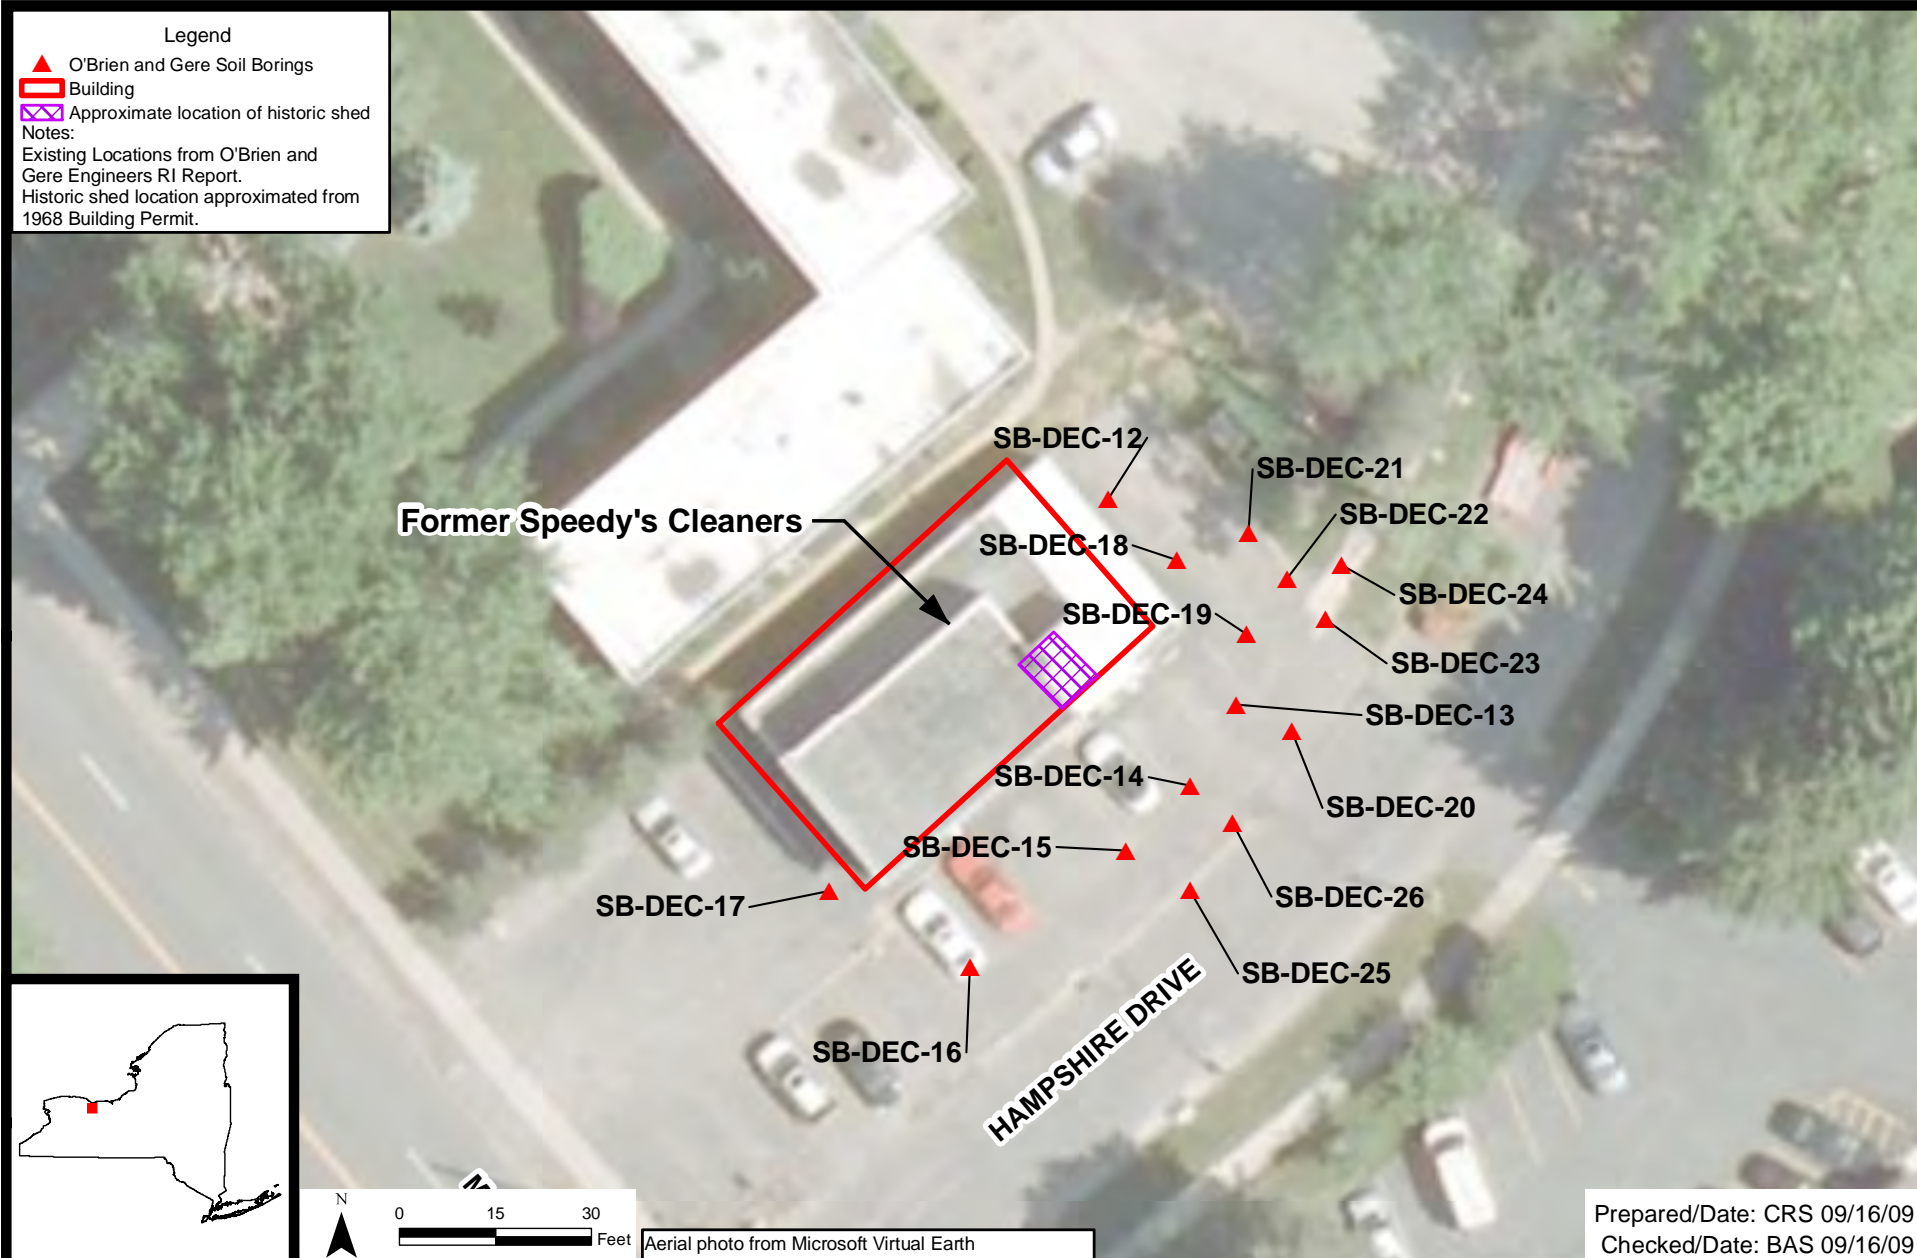 Legend
O'Brien and Gere Soil Borings
Building
Approximate location of historic shed
Notes:
Existing Locations from O'Brien and
Gere Engineers RI Report.
Historic shed location approximated from
1968 Building Permit.
SB-DEC-12
SB-DEC-21
SB-DEC-22
Former Speedy's Cleaners
SB-DEC-18
SB-DEC-24
SB-DEC-19
SB-DEC-23
SB-DEC-13
SB-DEC-14
SB-DEC-20
SB-DEC-15
SB-DEC-26
SB-DEC-17
SB-DEC-25
SB-DEC-16
HAMPSHIRE DRIVE
N
0 15 30
Feet
Aerial photo from Microsoft Virtual Earth
Prepared/Date: CRS 09/16/09
Checked/Date: BAS 09/16/09